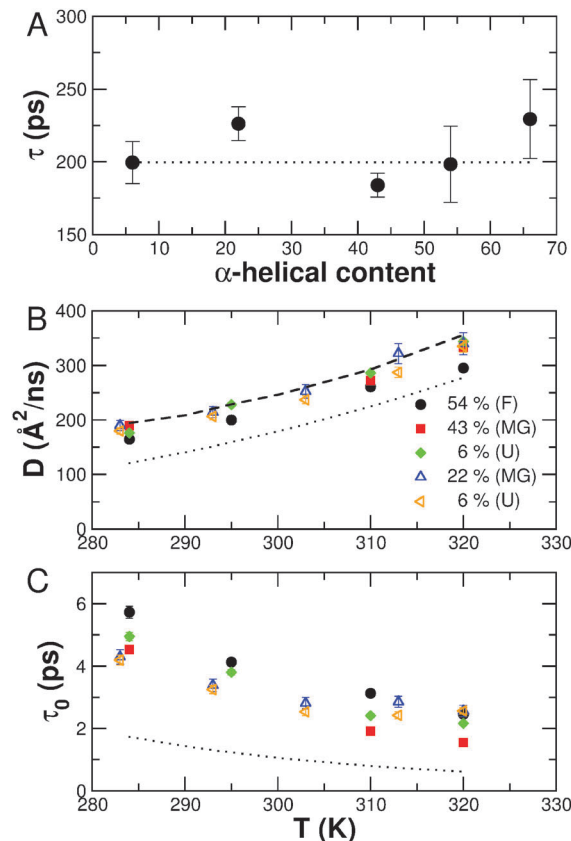 A
τ (ps)
300
250
200
150
0 10 20 30 40 50 60 70
α-helical content
B
D (Å²/ns)
400
300
200
100
0
54 % (F)
43 % (MG)
6 % (U)
22 % (MG)
6 % (U)
280 290 300 310 320 330
C
τ₀ (ps)
6
4
2
0
280 290 300 310 320 330
T (K)